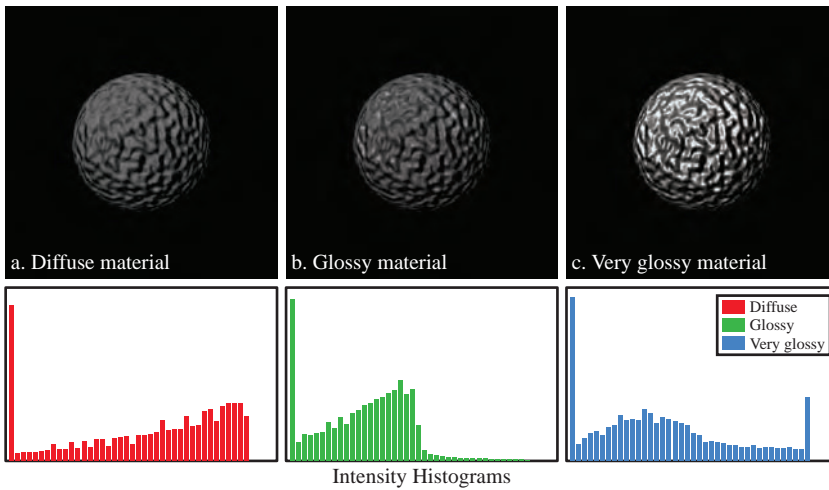 a. Diffuse material
b. Glossy material
c. Very glossy material
Diffuse
Glossy
Very glossy
Intensity Histograms